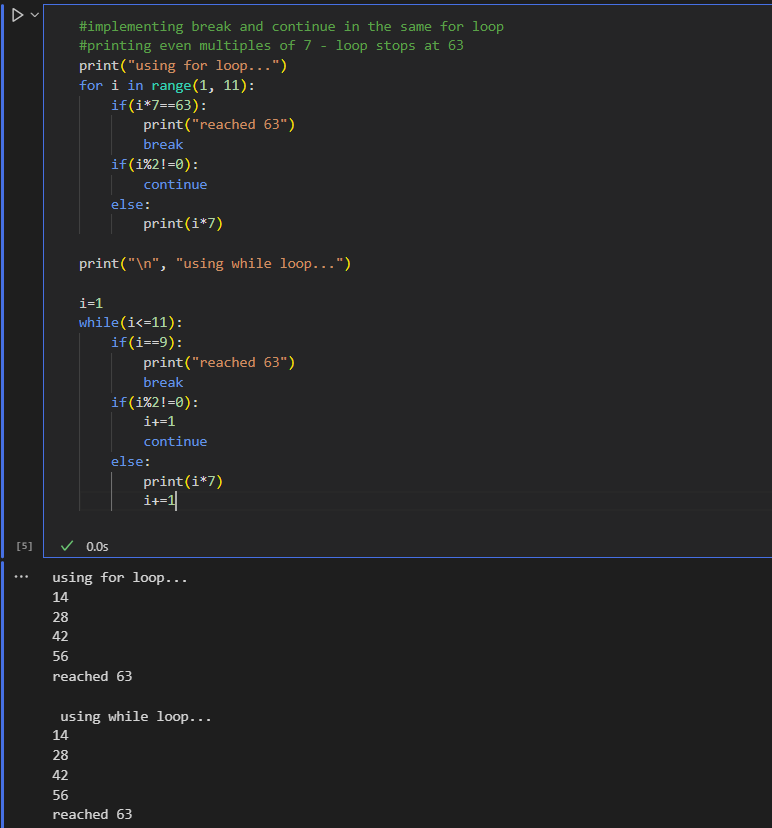 #implementing break and continue in the same for loop
#printing even multiples of 7 - loop stops at 63
print("using for loop...")
for i in range(1, 11):
    if(i*7==63):
        print("reached 63")
        break
    if(i%2!=0):
        continue
    else:
        print(i*7)

print("\n", "using while loop...")

i=1
while(i<=11):
    if(i==9):
        print("reached 63")
        break
    if(i%2!=0):
        i+=1
        continue
    else:
        print(i*7)
        i+=1
[5] 0.0s
... using for loop...
14
28
42
56
reached 63

 using while loop...
14
28
42
56
reached 63